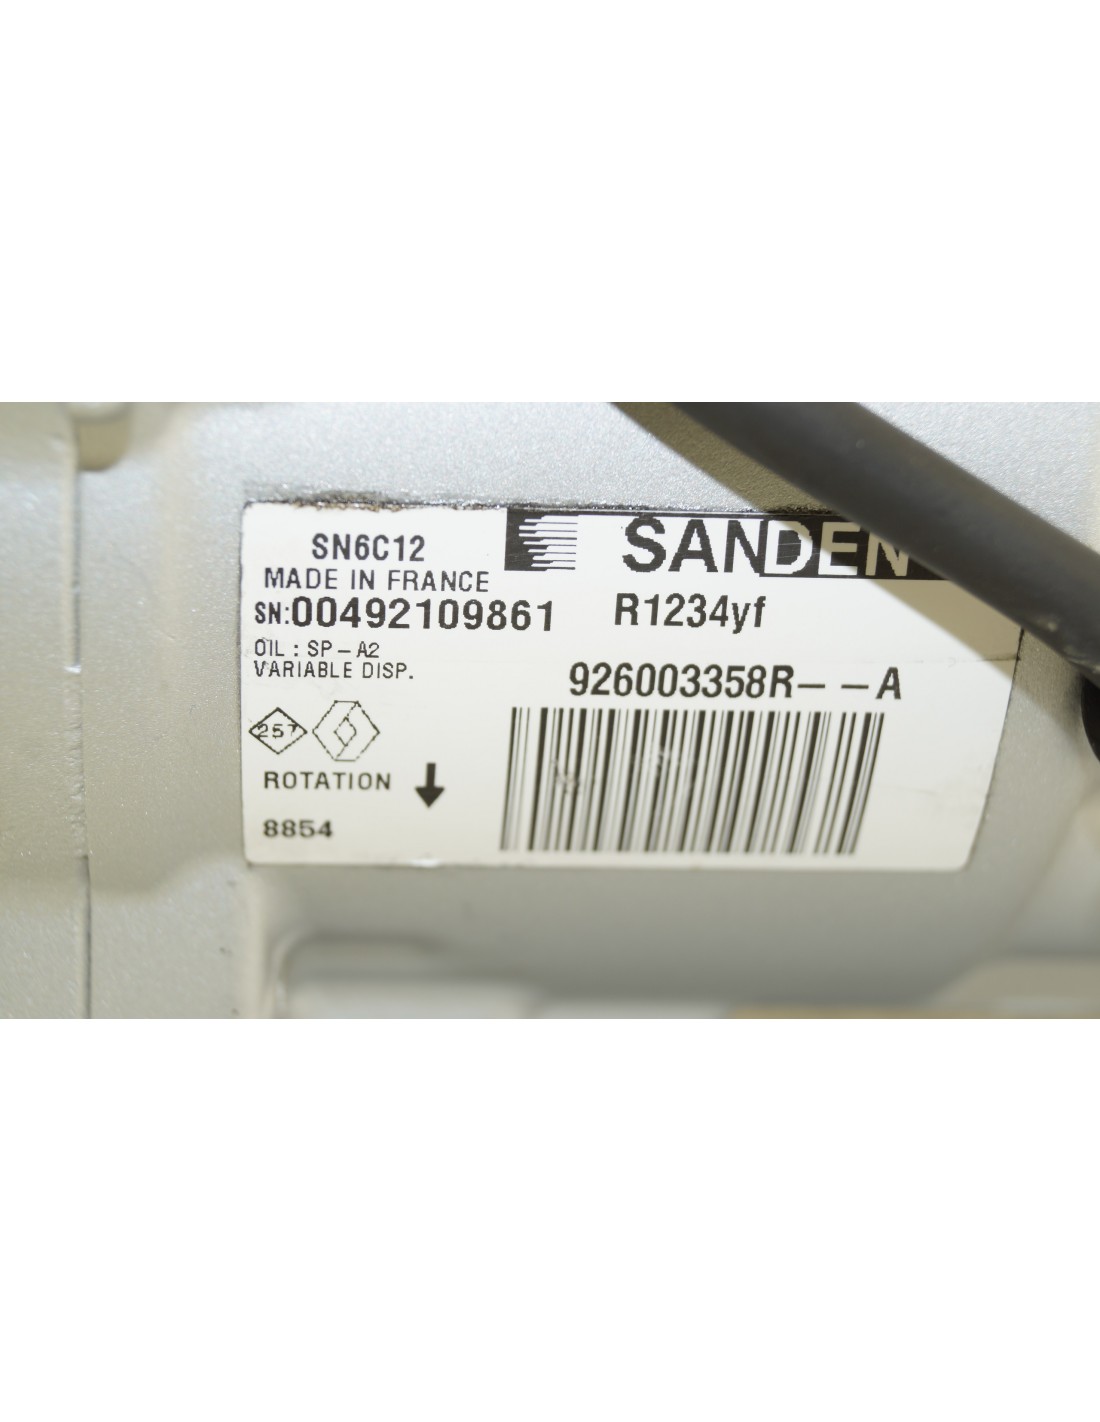 SN6C12
MADE IN FRANCE
SN:00492109861
OIL : SP-A2
VARIABLE DISP.
257
ROTATION
8854
SANDEN
R1234yf
926003358R--A